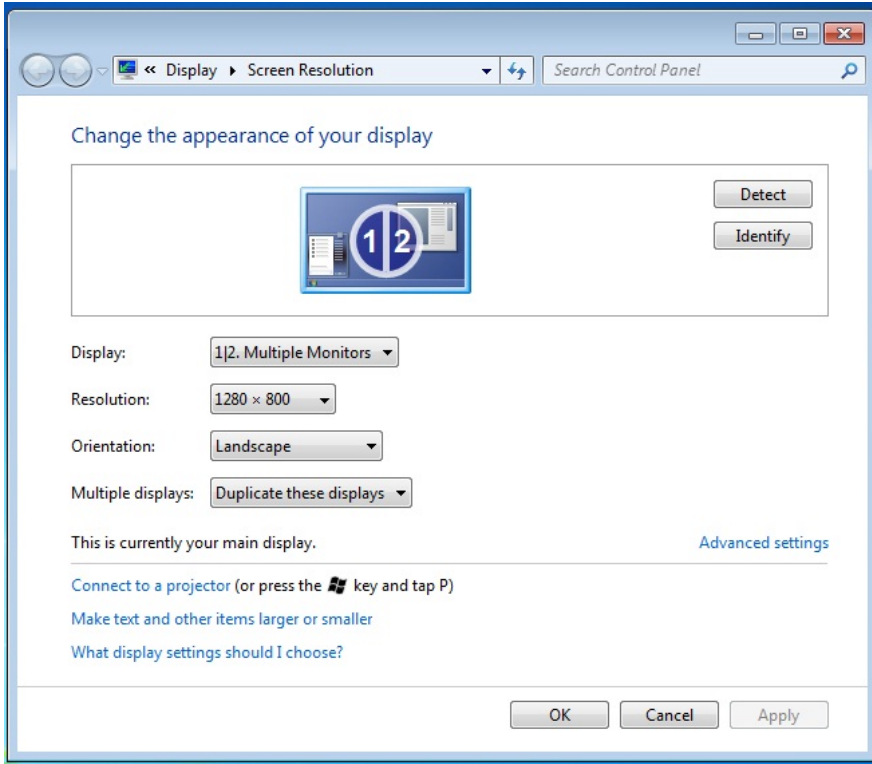 « Display ▸ Screen Resolution
Search Control Panel
Change the appearance of your display
1 2
Detect
Identify
Display: 1|2. Multiple Monitors
Resolution: 1280 × 800
Orientation: Landscape
Multiple displays: Duplicate these displays
This is currently your main display. Advanced settings
Connect to a projector (or press the key and tap P)
Make text and other items larger or smaller
What display settings should I choose?
OK Cancel Apply